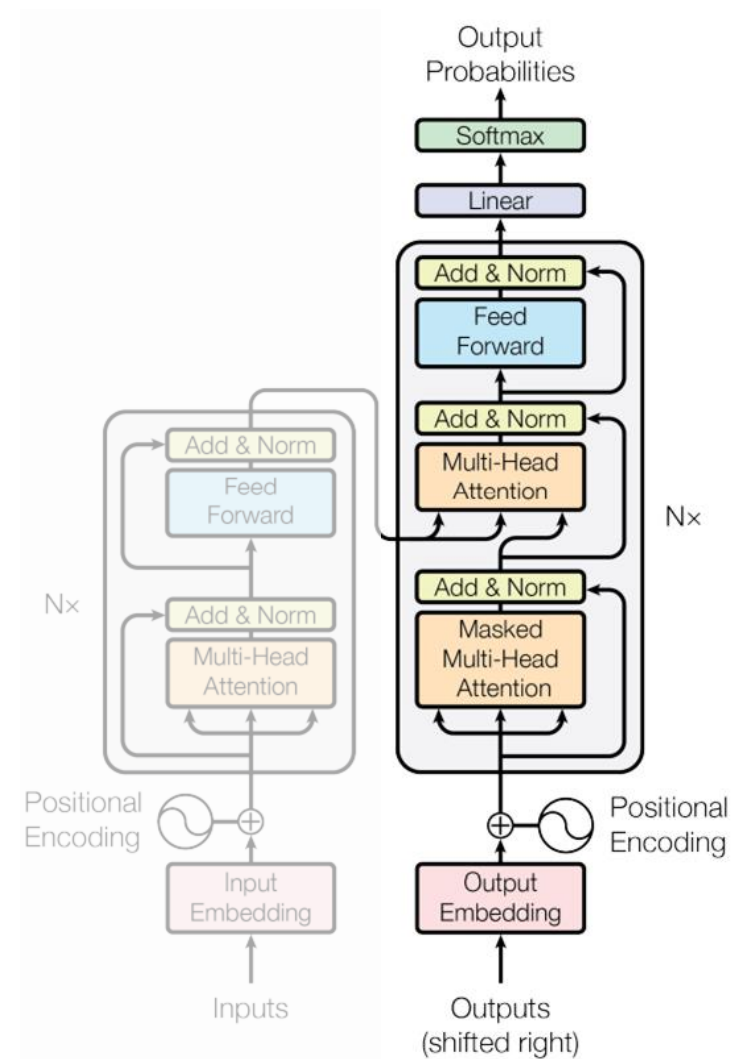 Output
Probabilities
Softmax
Linear
Add & Norm
Feed
Forward
Add & Norm
Multi-Head
Attention
Nx
Add & Norm
Masked
Multi-Head
Attention
Positional
Encoding
Output
Embedding
Outputs
(shifted right)
Add & Norm
Feed
Forward
Nx
Add & Norm
Multi-Head
Attention
Positional
Encoding
Input
Embedding
Inputs